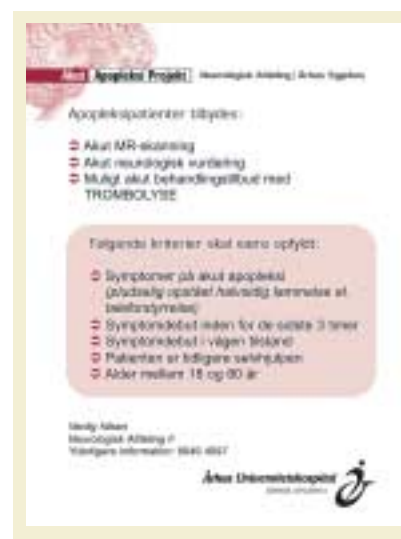 Akut Apopleksi Projekt Neurologisk Afdeling Århus Sygehus
Apopleksipatienter tilbydes:
Akut MR-skanning
Akut neurologisk vurdering
Muligt akut behandlingstilbud med
TROMBOLYSE
Følgende kriterier skal være opfyldt:
Symptomer på akut apopleksi
(pludselig opstået halvsidig lammelse el.
taleforstyrrelse)
Symptomdebut inden for de sidste 3 timer
Symptomdebut i vågen tilstand
Patienten er tidligere selvhjulpen
Alder mellem 18 og 80 år
Neurologisk Afdeling F
Yderligere information
Århus Universitetshospital